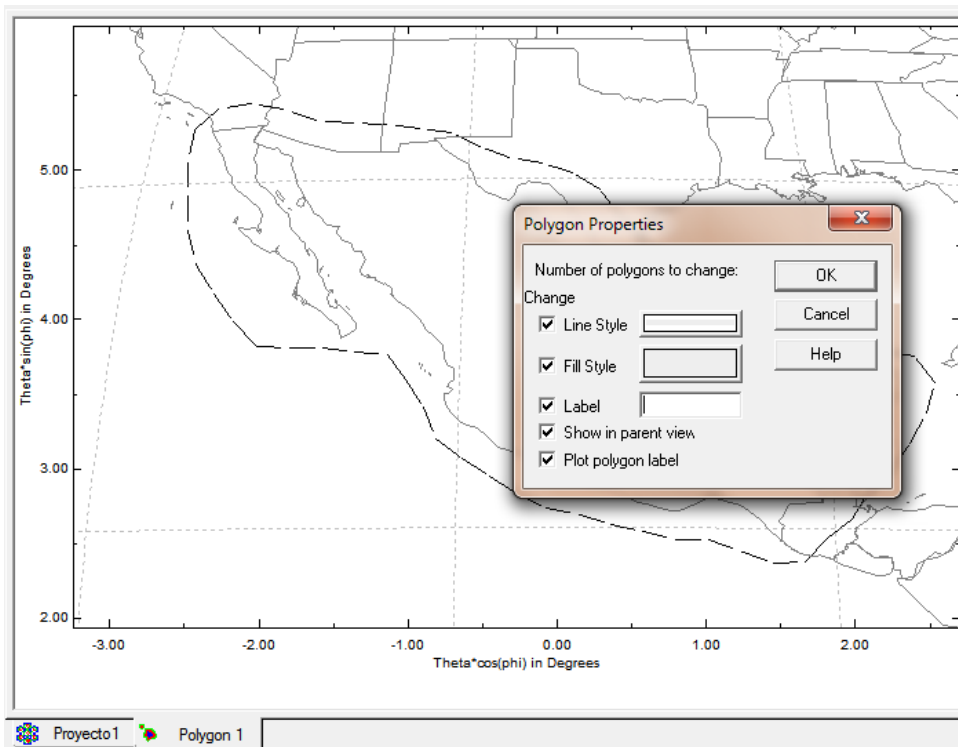 5.00
4.00
3.00
2.00
Theta*sin(phi) in Degrees
-3.00 -2.00 -1.00 0.00 1.00 2.00
Theta*cos(phi) in Degrees
Polygon Properties
Number of polygons to change:
OK
Change
Line Style
Cancel
Fill Style
Help
Label
Show in parent view
Plot polygon label
Proyecto1 Polygon 1